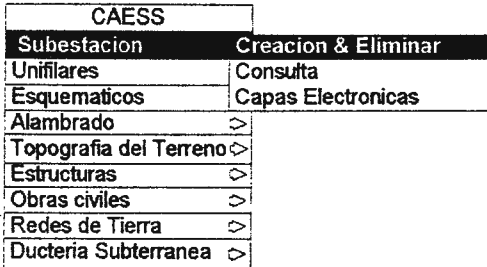 CAESS
Subestacion Creacion & Eliminar
Unifilares Consulta
Esquematicos Capas Electronicas
Alambrado
Topografia del Terreno
Estructuras
Obras civiles
Redes de Tierra
Ducteria Subterranea